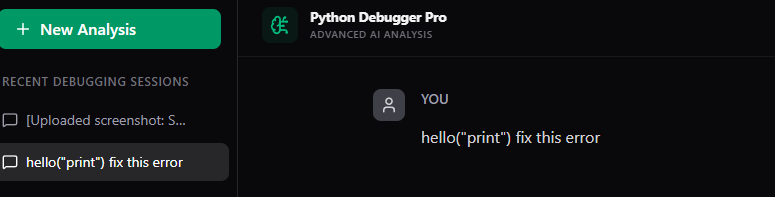 + New Analysis
RECENT DEBUGGING SESSIONS
[Uploaded screenshot: S...
hello("print") fix this error
Python Debugger Pro
ADVANCED AI ANALYSIS
YOU
hello("print") fix this error